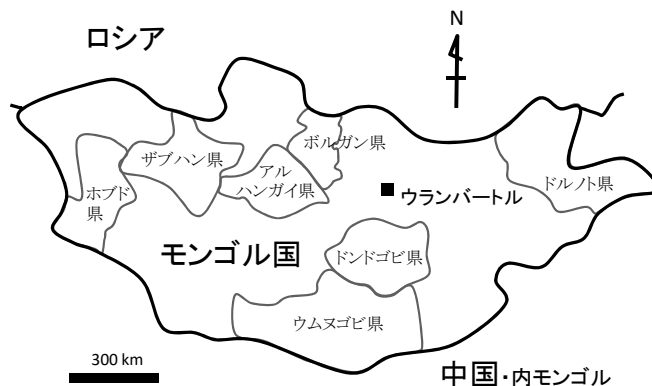 N
ロシア
ボルガン県
ザブハン県
アル
ハンガイ県
ホブド
県
ドルノト県
ウランバートル
モンゴル国
ドンドゴビ県
ウムヌゴビ県
300 km
中国・内モンゴル